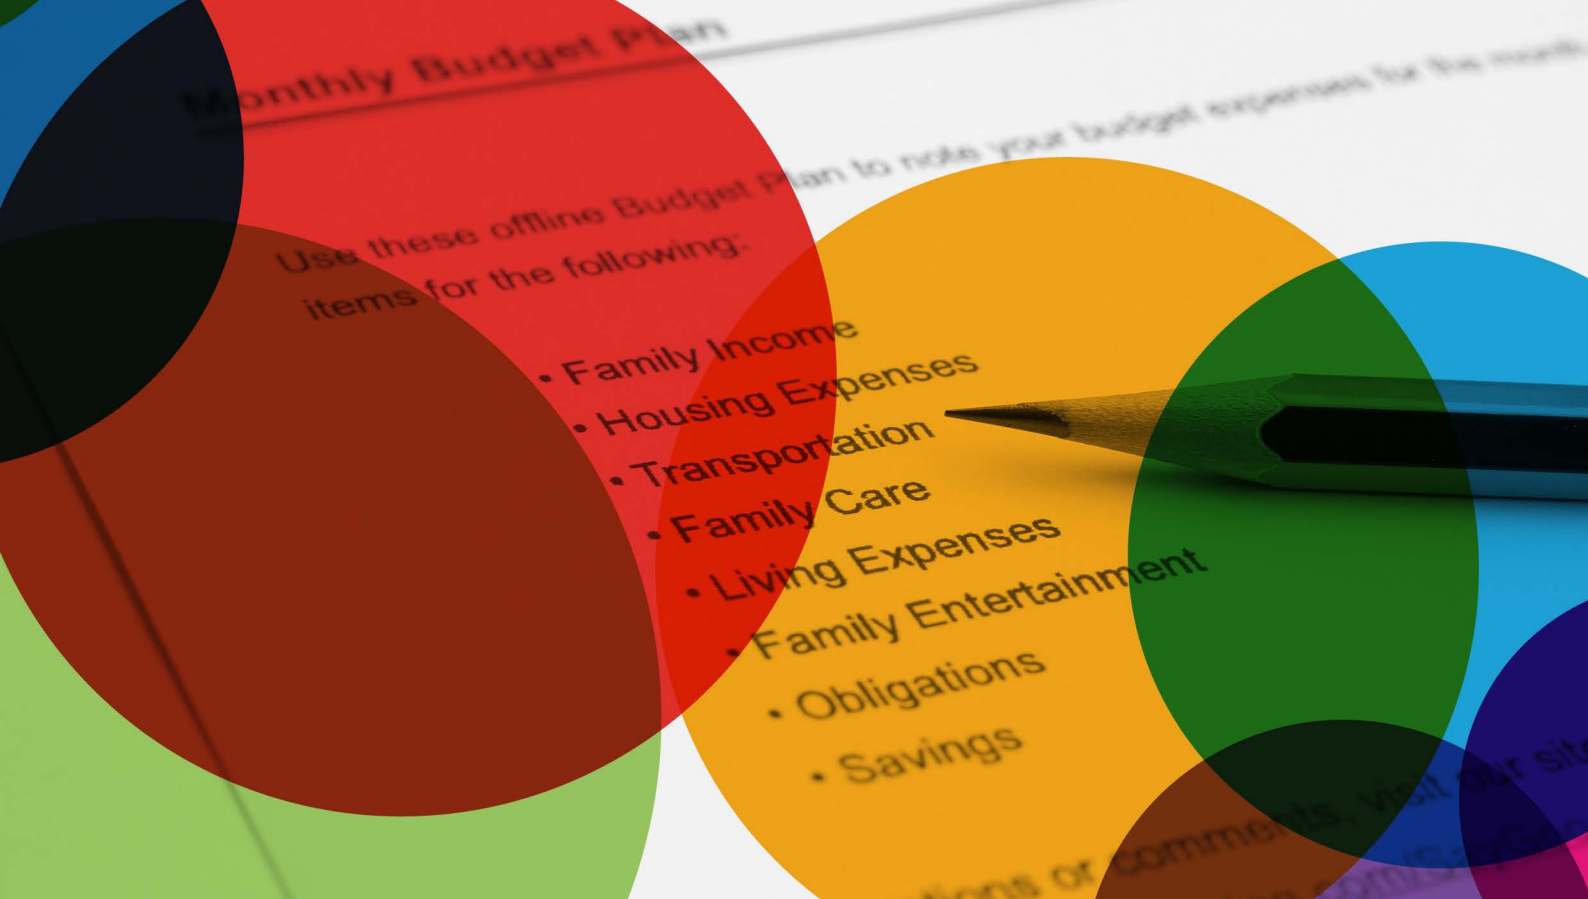 Monthly Budget Plan
Use these offline Budget Plan to note your budget expenses for the month,
items for the following:
• Family Income
• Housing Expenses
• Transportation
• Family Care
• Living Expenses
• Family Entertainment
• Obligations
• Savings
or comments, visit our site